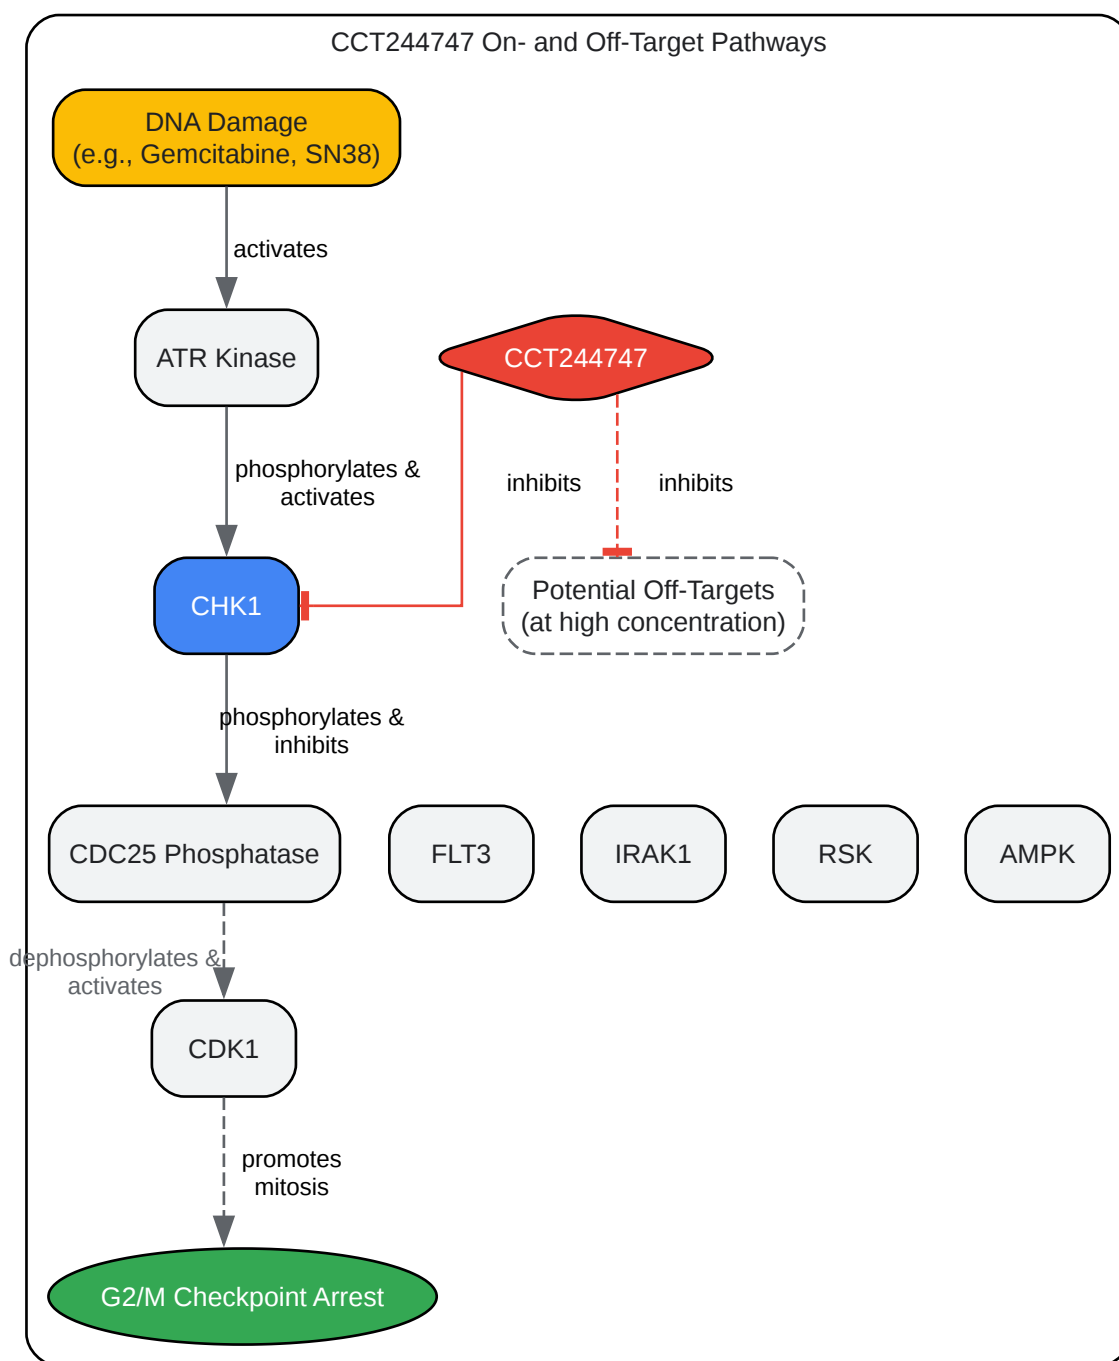 CCT244747 On- and Off-Target Pathways
DNA Damage
(e.g., Gemcitabine, SN38)
activates
ATR Kinase
CCT244747
phosphorylates &
activates
inhibits
inhibits
CHK1
Potential Off-Targets
(at high concentration)
phosphorylates &
inhibits
CDC25 Phosphatase
FLT3
IRAK1
RSK
AMPK
dephosphorylates &
activates
CDK1
promotes
mitosis
G2/M Checkpoint Arrest